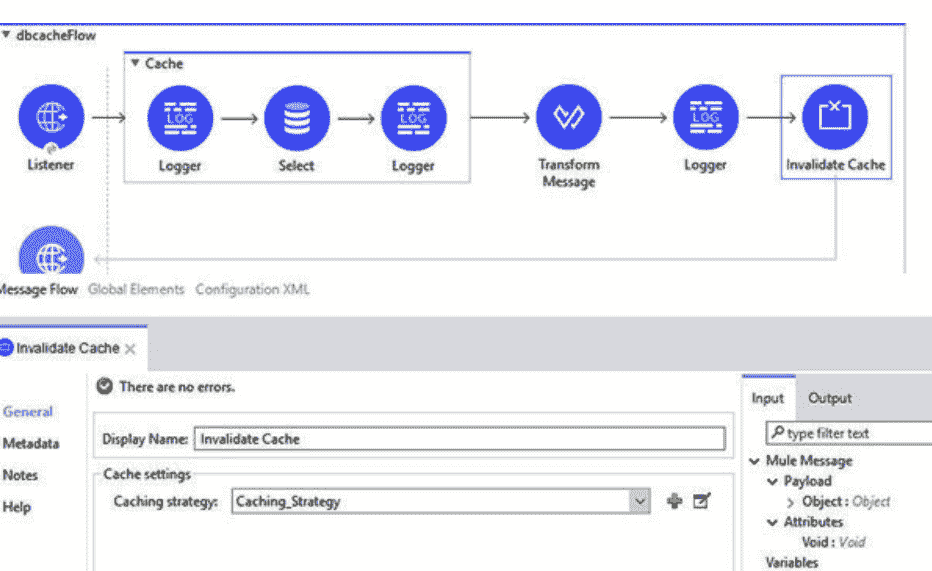 dbcacheFlow
Cache
LOG
LOG
LOG
Listener
Logger
Select
Logger
Transform
Message
Logger
Invalidate Cache
Message Flow Global Elements Configuration XML
Invalidate Cache
There are no errors.
General
Metadata
Notes
Help
Display Name: Invalidate Cache
Cache settings
Caching strategy: Caching_Strategy
Input Output
type filter text
Mule Message
Payload
Object : Object
Attributes
Void : Void
Variables